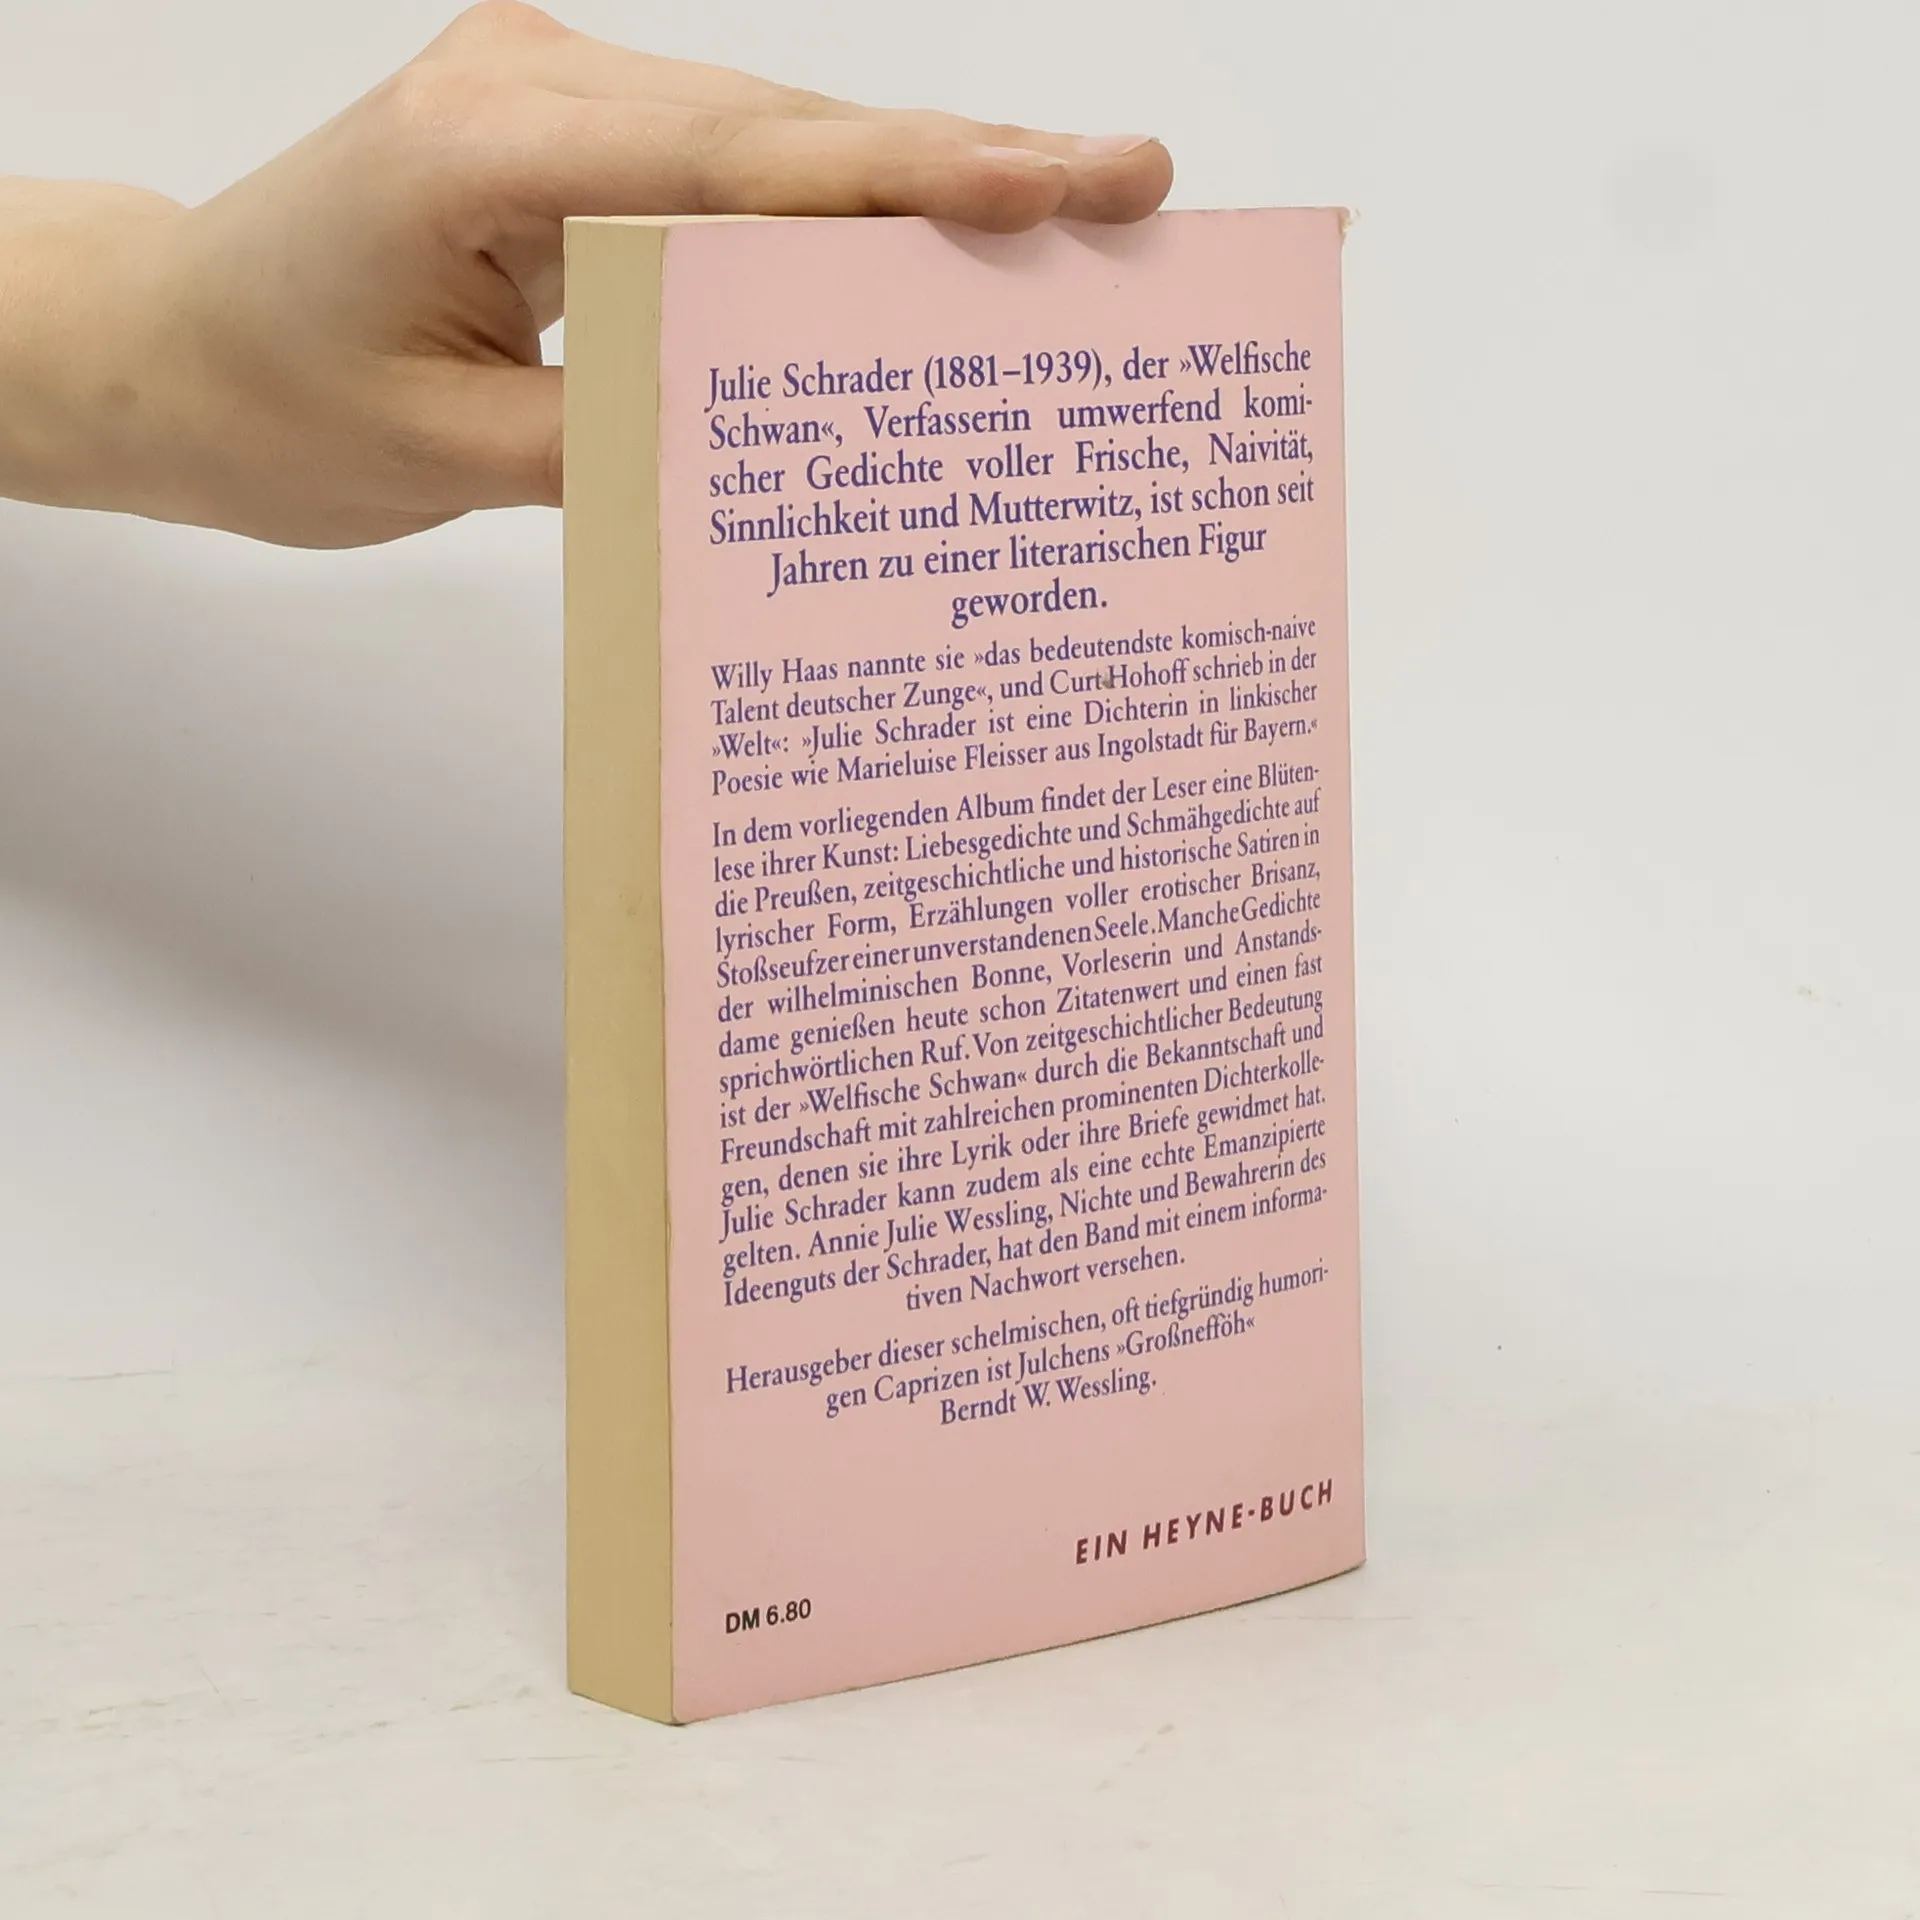 Julie Schrader (1881–1939), der »Welfische
Schwan«, Verfasserin umwerfend komi-
scher Gedichte voller Frische, Naivität,
Sinnlichkeit und Mutterwitz, ist schon seit
Jahren zu einer literarischen Figur
geworden.
Willy Haas nannte sie »das bedeutendste komisch-naive
Talent deutscher Zunge«, und Curt Hohoff schrieb in der
»Welt«: »Julie Schrader ist eine Dichterin in linkischer
Poesie wie Marieluise Fleisser aus Ingolstadt für Bayern.«
In dem vorliegenden Album findet der Leser eine Blüten-
lese ihrer Kunst: Liebesgedichte und Schmähgedichte auf
die Preußen, zeitgeschichtliche und historische Satiren in
lyrischer Form, Erzählungen voller erotischer Brisanz,
Stoßseufzer einer unverstandenen Seele. Manche Gedichte
der wilhelminischen Bonne, Vorleserin und Anstands-
dame genießen heute schon Zitatenwert und einen fast
sprichwörtlichen Ruf. Von zeitgeschichtlicher Bedeutung
ist der »Welfische Schwan« durch die Bekanntschaft und
Freundschaft mit zahlreichen prominenten Dichterkolle-
gen, denen sie ihre Lyrik oder ihre Briefe gewidmet hat.
Julie Schrader kann zudem als eine echte Emanzipierte
gelten. Annie Julie Wessling, Nichte und Bewahrerin des
Ideenguts der Schrader, hat den Band mit einem informa-
tiven Nachwort versehen.
Herausgeber dieser schelmischen, oft tiefgründig humori-
gen Caprizen ist Julchens »Großneffōh«
Berndt W. Wessling.
EIN HEYNE-BUCH
DM 6.80